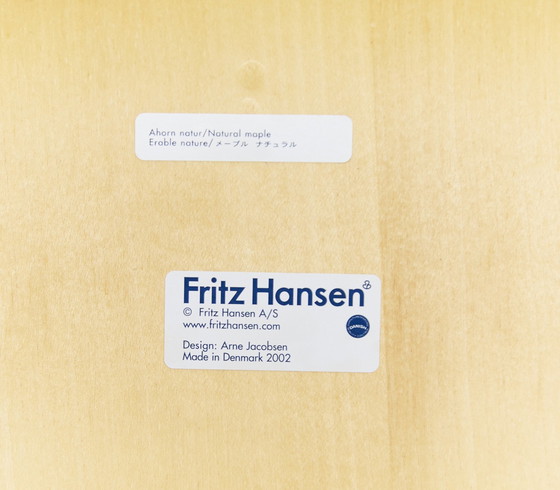 Ahorn natur/Natural maple
Erable nature/メープル ナチュラル
Fritz Hansen
© Fritz Hansen A/S
www.fritzhansen.com
Design: Arne Jacobsen
Made in Denmark 2002